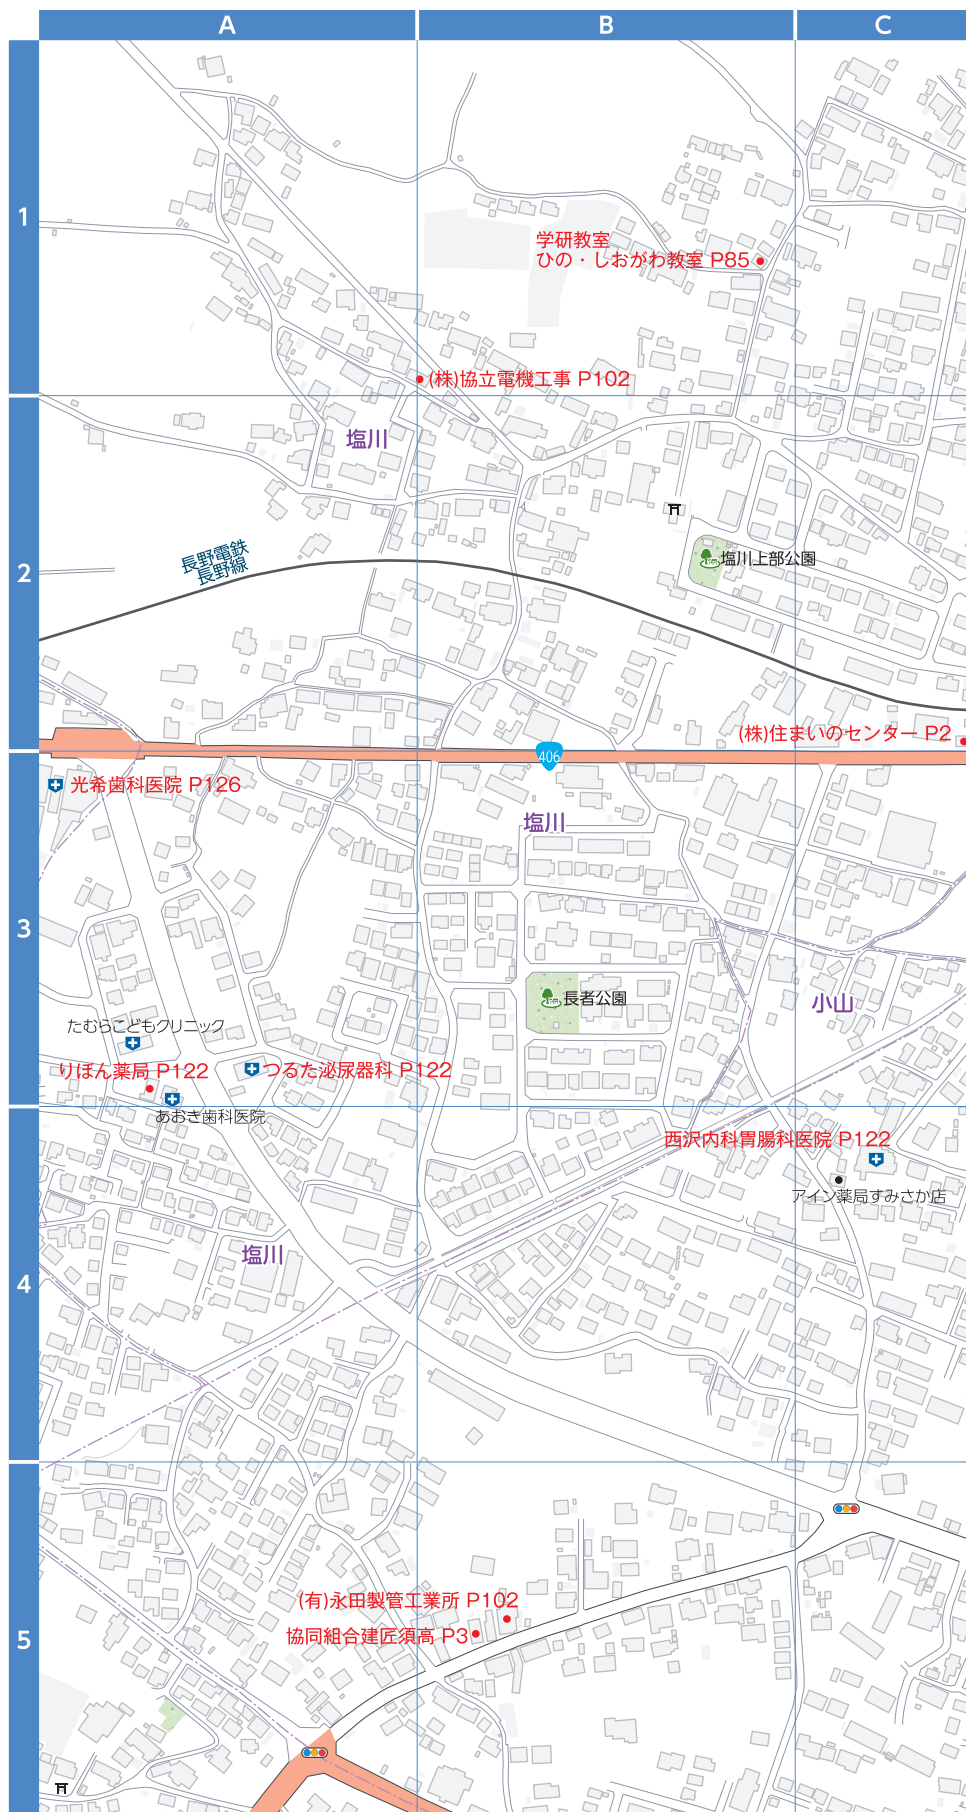 A
B
C
1
学研教室
ひの・しおがわ教室 P85
(株)協立電機工事 P102
塩川
2
長野電鉄
長野線
塩川上部公園
(株)住まいのセンター P2
406
光希歯科医院 P126
塩川
3
長者公園
小山
たむらこどもクリニック
りぼん薬局 P122
つるた泌尿器科 P122
あおき歯科医院
西沢内科胃腸科医院 P122
アイン薬局すみさか店
塩川
4
(有)永田製管工業所 P102
協同組合建匠須高 P3
5